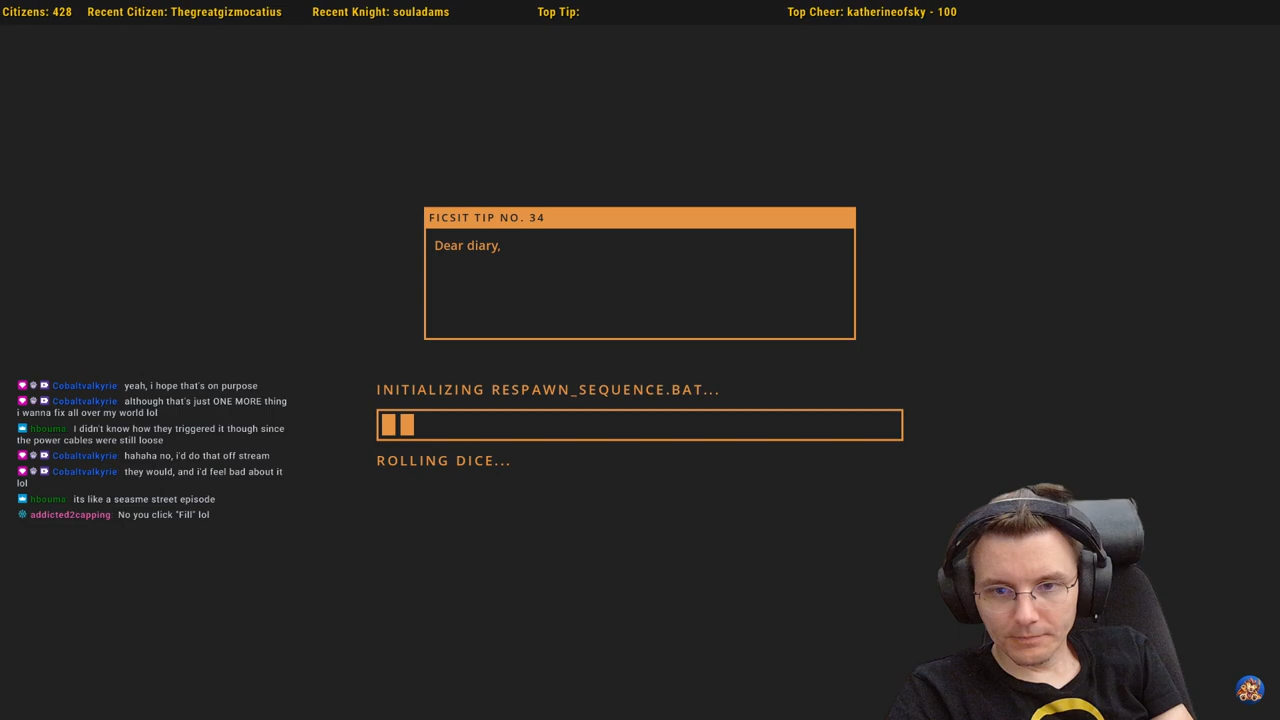 Citizens: 428 Recent Citizen: Thegreatgizmocatius Recent Knight: souladams Top Tip: Top Cheer: katherineofsky - 100
FICSIT TIP NO. 34
Dear diary,
INITIALIZING RESPAWN_SEQUENCE.BAT...
ROLLING DICE...
Cobaltvalkyrie: yeah, i hope that's on purpose
Cobaltvalkyrie: although that's just ONE MORE thing
i wanna fix all over my world lol
hbouma: I didn't know how they triggered it though since
the power cables were still loose
Cobaltvalkyrie: hahaha no, i'd do that off stream
Cobaltvalkyrie: they would, and i'd feel bad about it
lol
hbouma: its like a seasme street episode
addicted2capping: No you click "Fill" lol